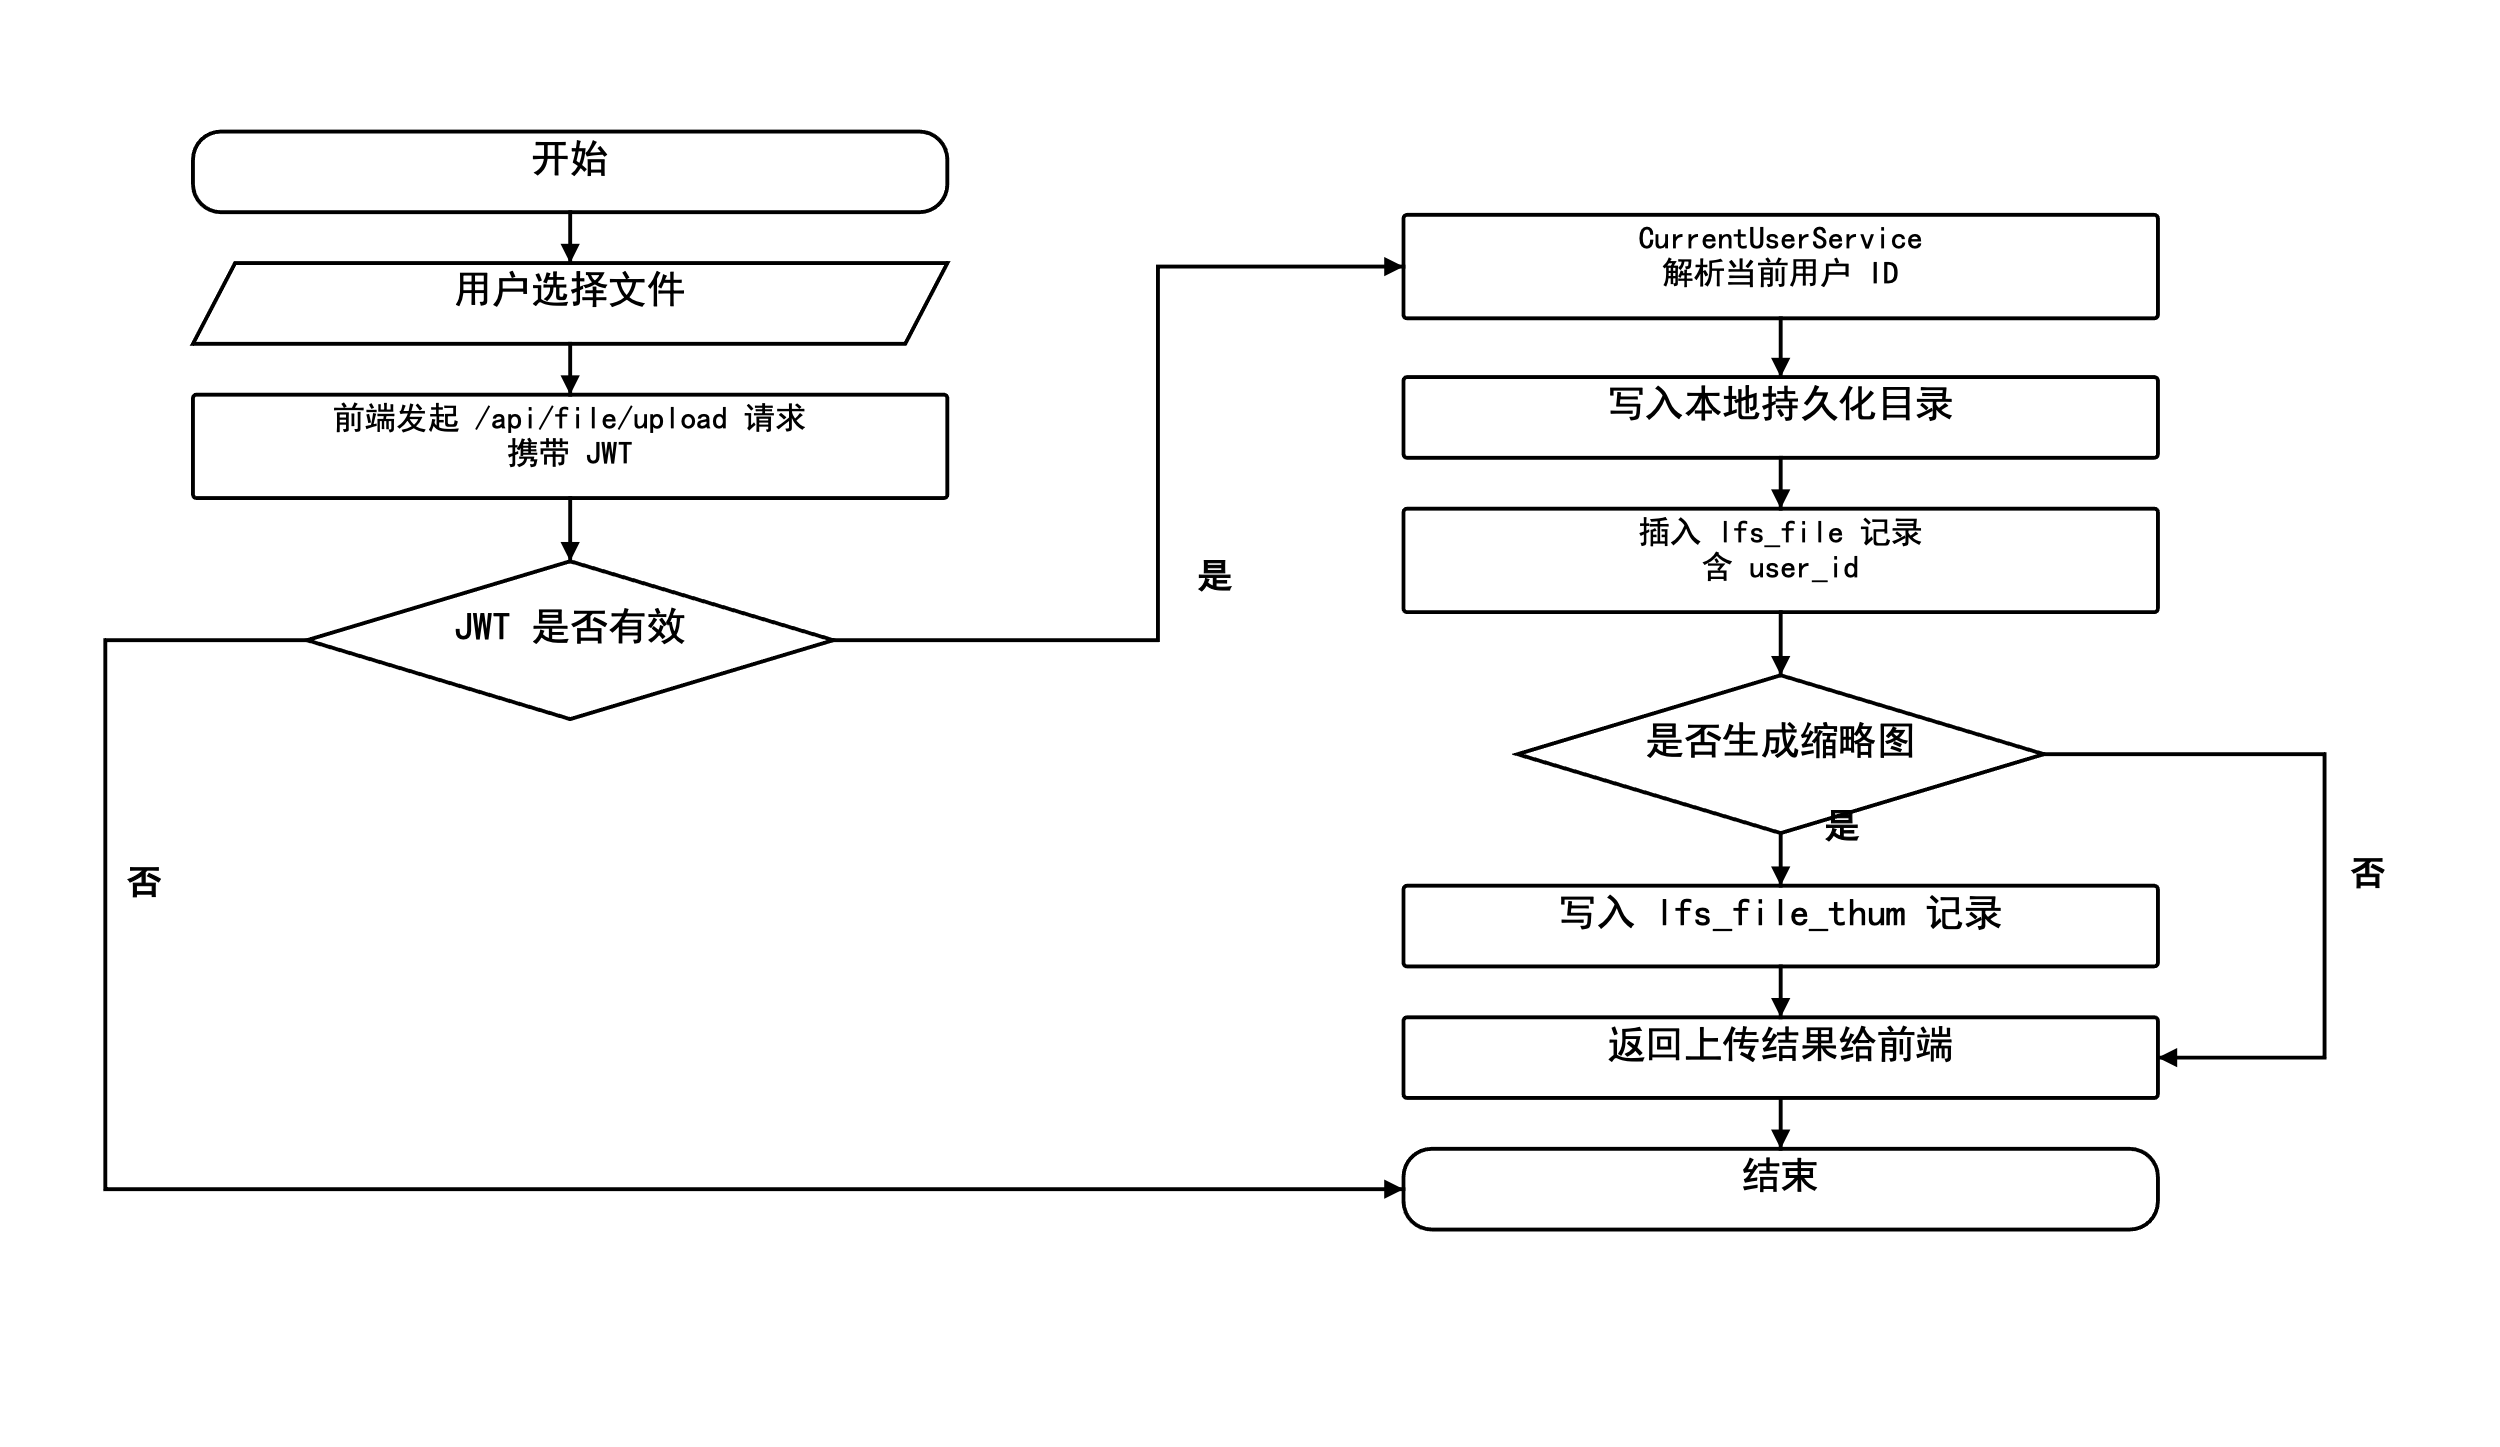 开始
用户选择文件
前端发起 /api/file/upload 请求
携带 JWT
JWT 是否有效
否
是
CurrentUserService
解析当前用户 ID
写入本地持久化目录
插入 lfs_file 记录
含 user_id
是否生成缩略图
是
否
写入 lfs_file_thum 记录
返回上传结果给前端
结束